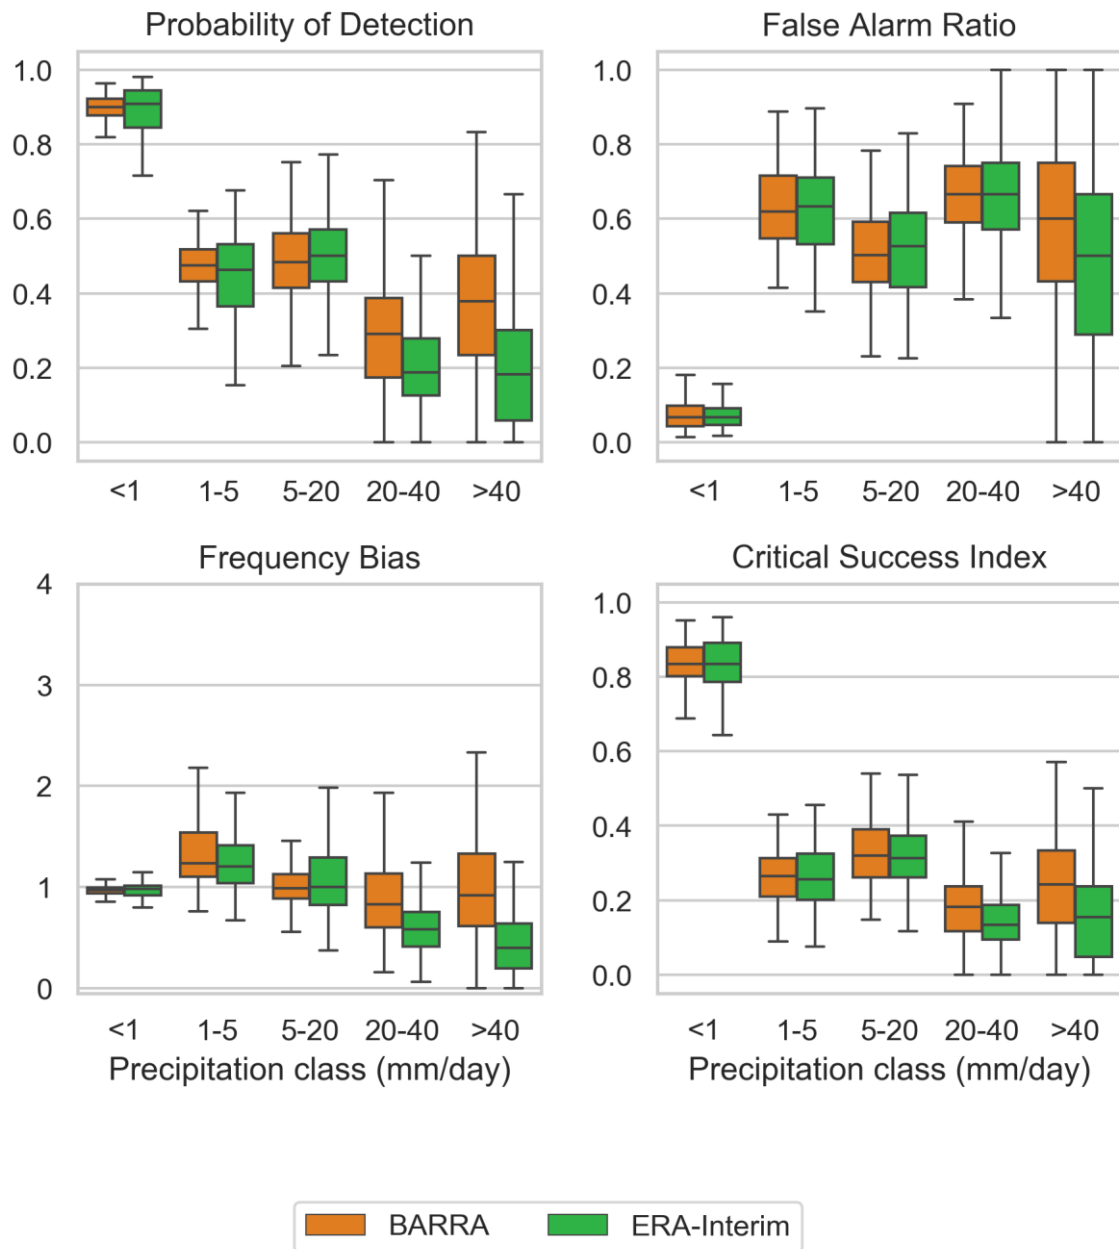 Probability of Detection
1.0
0.8
0.6
0.4
0.2
0.0
<1 1-5 5-20 20-40 >40
False Alarm Ratio
1.0
0.8
0.6
0.4
0.2
0.0
<1 1-5 5-20 20-40 >40
Frequency Bias
4
3
2
1
0
<1 1-5 5-20 20-40 >40
Precipitation class (mm/day)
Critical Success Index
1.0
0.8
0.6
0.4
0.2
0.0
<1 1-5 5-20 20-40 >40
Precipitation class (mm/day)
BARRA ERA-Interim